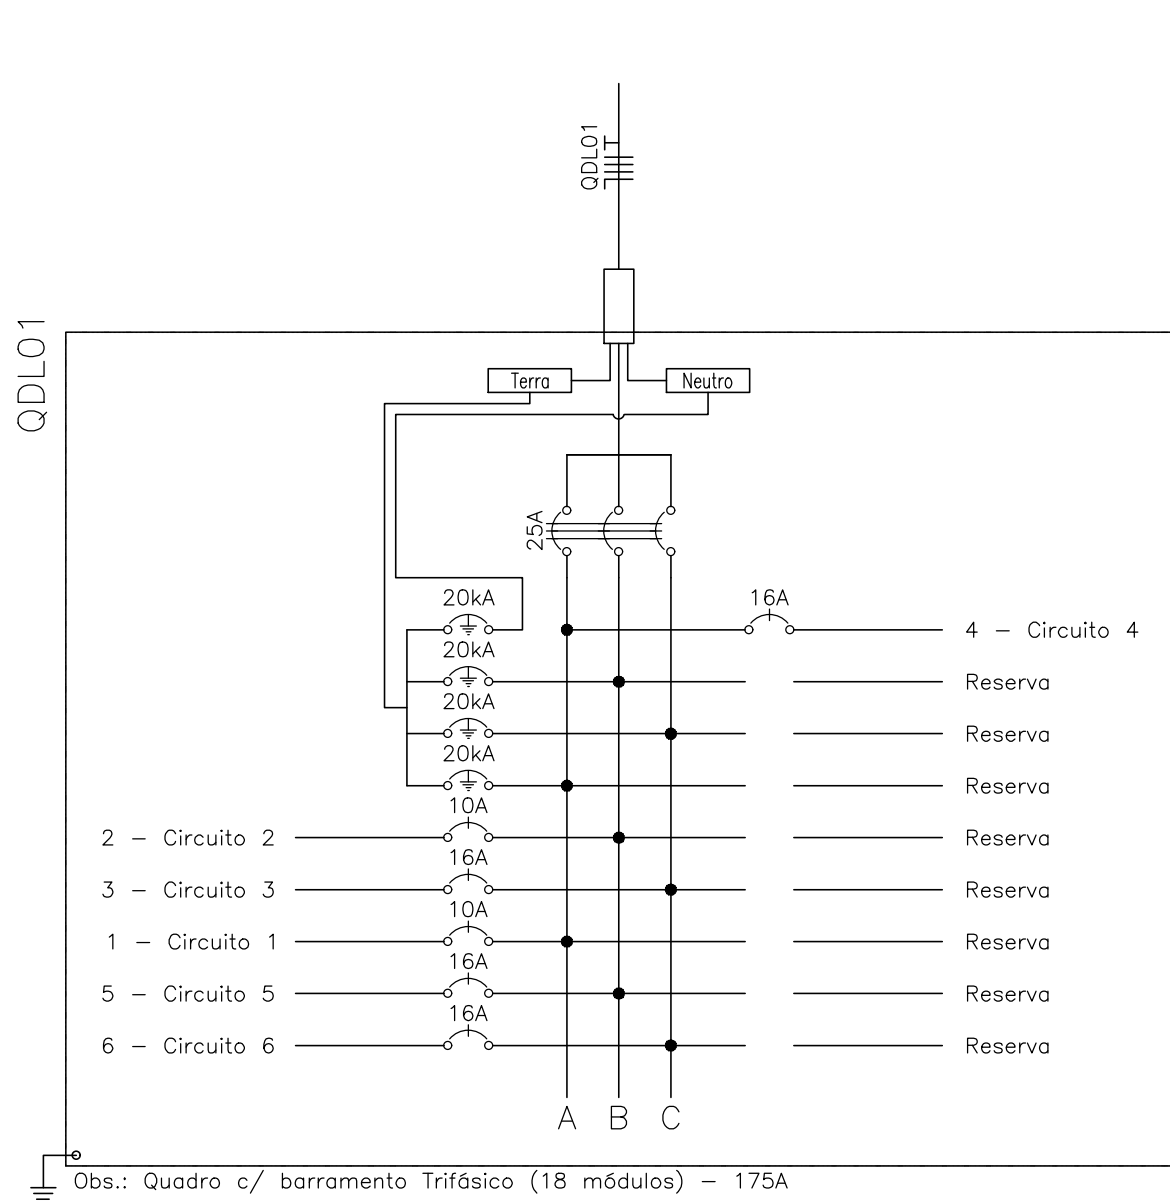 QDL01
QDL01
Terra
Neutro
25A
20kA
16A
4 - Circuito 4
20kA
Reserva
20kA
Reserva
20kA
Reserva
10A
2 - Circuito 2
Reserva
16A
3 - Circuito 3
Reserva
10A
1 - Circuito 1
Reserva
16A
5 - Circuito 5
Reserva
16A
6 - Circuito 6
Reserva
A B C
Obs.: Quadro c/ barramento Trifásico (18 módulos) - 175A